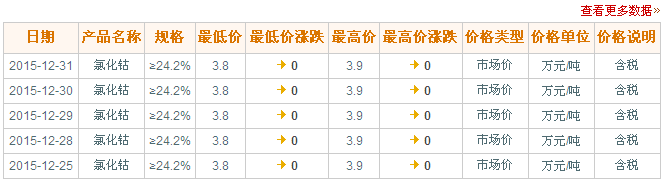 查看更多数据»
日期 产品名称 规格 最低价 最低价涨跌 最高价 最高价涨跌 价格类型 价格单位 价格说明
2015-12-31 氯化钴 ≥24.2% 3.8 → 0 3.9 → 0 市场价 万元/吨 含税
2015-12-30 氯化钴 ≥24.2% 3.8 → 0 3.9 → 0 市场价 万元/吨 含税
2015-12-29 氯化钴 ≥24.2% 3.8 → 0 3.9 → 0 市场价 万元/吨 含税
2015-12-28 氯化钴 ≥24.2% 3.8 → 0 3.9 → 0 市场价 万元/吨 含税
2015-12-25 氯化钴 ≥24.2% 3.8 → 0 3.9 → 0 市场价 万元/吨 含税